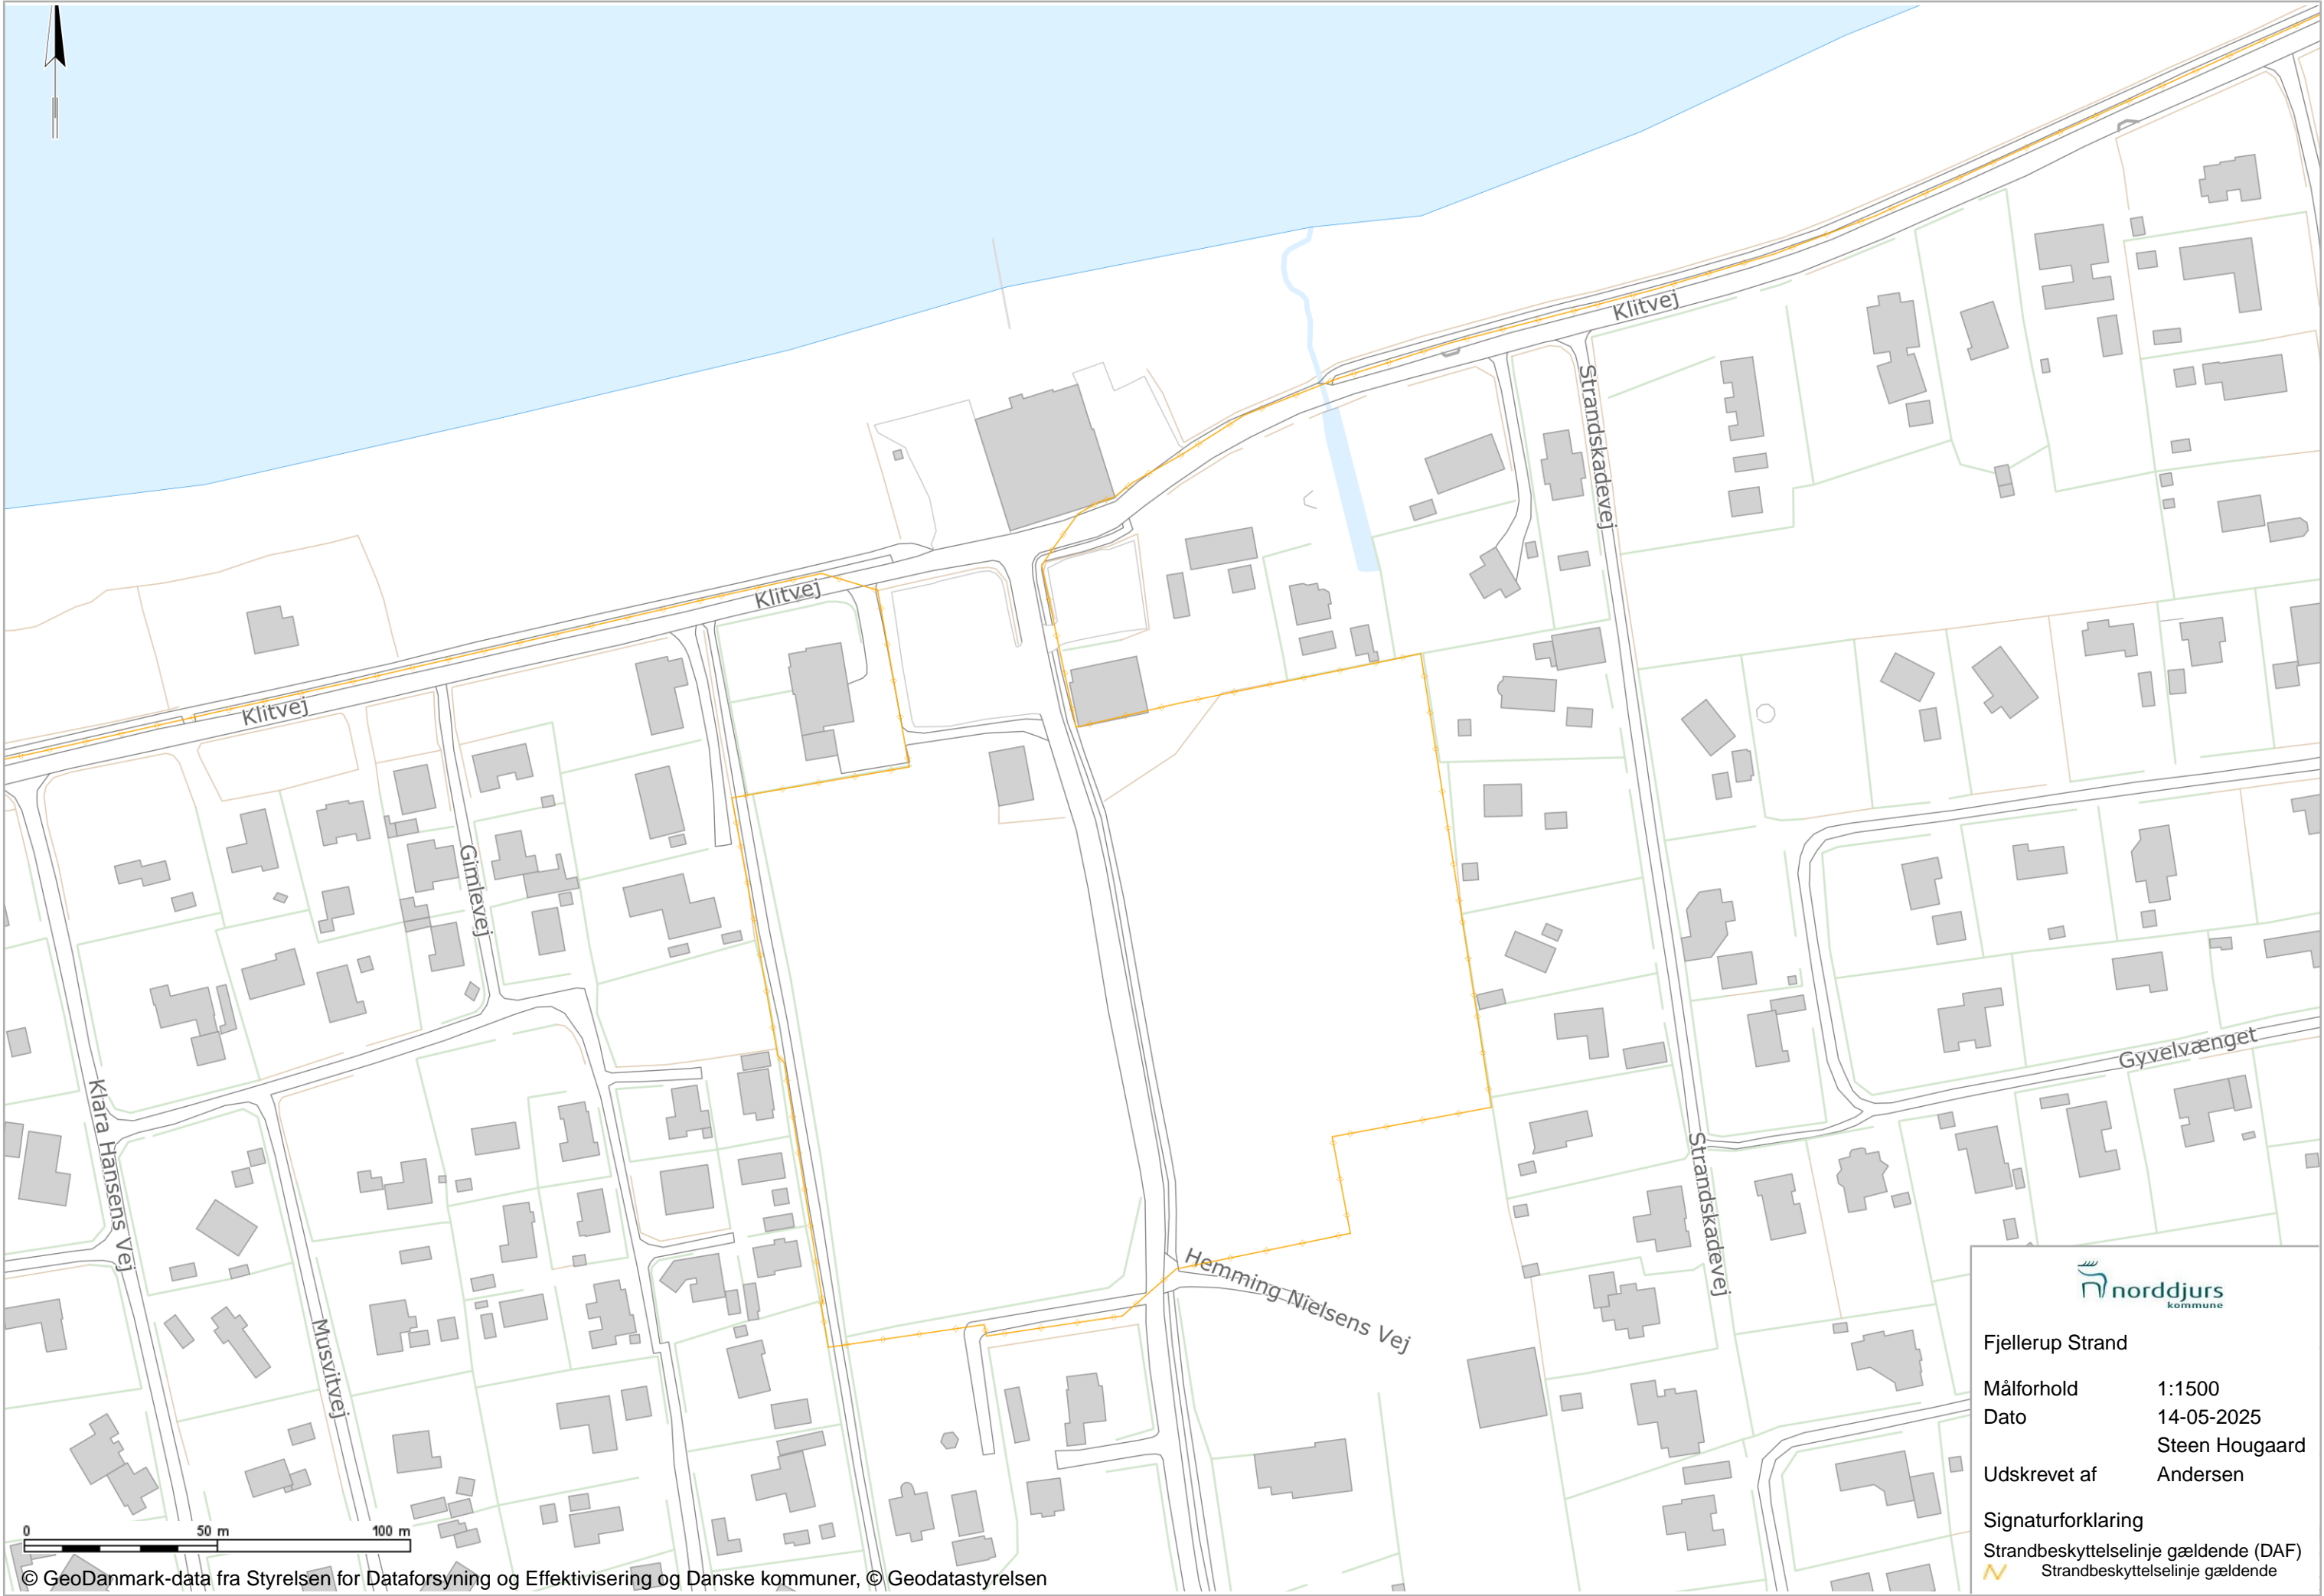 Klitvej
Strandskadevej
Klitvej
Klitvej
Gimlevej
Gyvelvænget
Klara Hansens Vej
Strandskadevej
Hemming Nielsens Vej
Musvitvej
norddjurs
kommune
Fjellerup Strand
Målforhold 1:1500
Dato 14-05-2025
Steen Hougaard
Udskrevet af Andersen
Signaturforklaring
Strandbeskyttelselinje gældende (DAF)
Strandbeskyttelselinje gældende
0 50 m 100 m
© GeoDanmark-data fra Styrelsen for Dataforsyning og Effektivisering og Danske kommuner, © Geodatastyrelsen